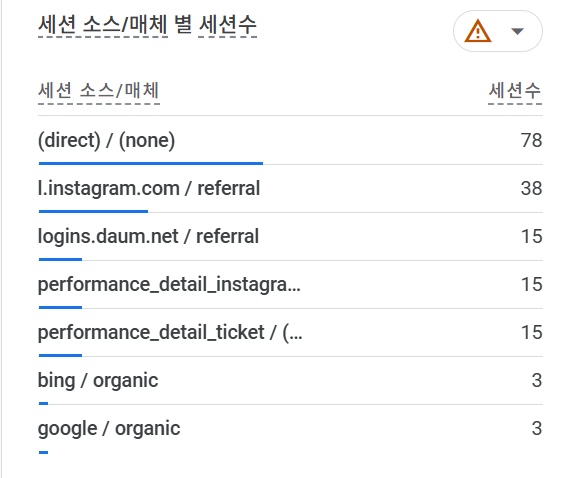 세션 소스/매체 별 세션수
세션 소스/매체 세션수
(direct) / (none) 78
l.instagram.com / referral 38
logins.daum.net / referral 15
performance_detail_instagra… 15
performance_detail_ticket / (… 15
bing / organic 3
google / organic 3